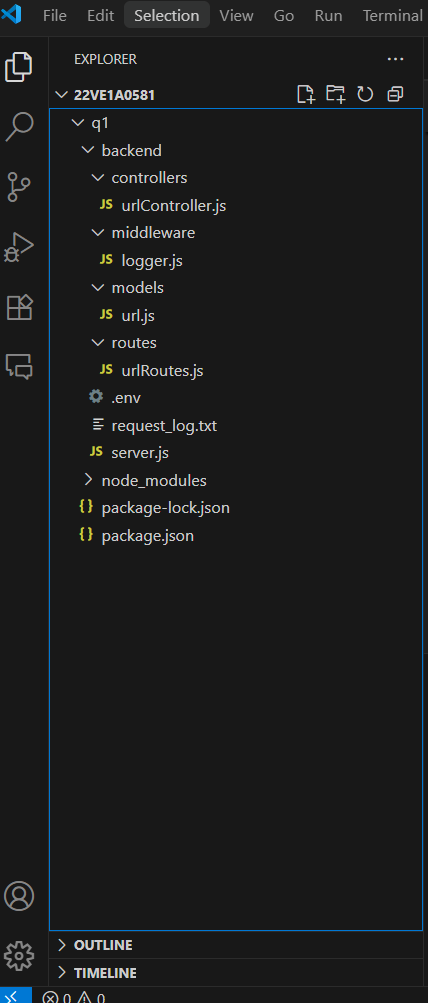 File Edit Selection View Go Run Terminal
EXPLORER
22VE1A0581
q1
backend
controllers
JS urlController.js
middleware
JS logger.js
models
JS url.js
routes
JS urlRoutes.js
.env
request_log.txt
JS server.js
node_modules
{} package-lock.json
{} package.json
OUTLINE
TIMELINE
0 0